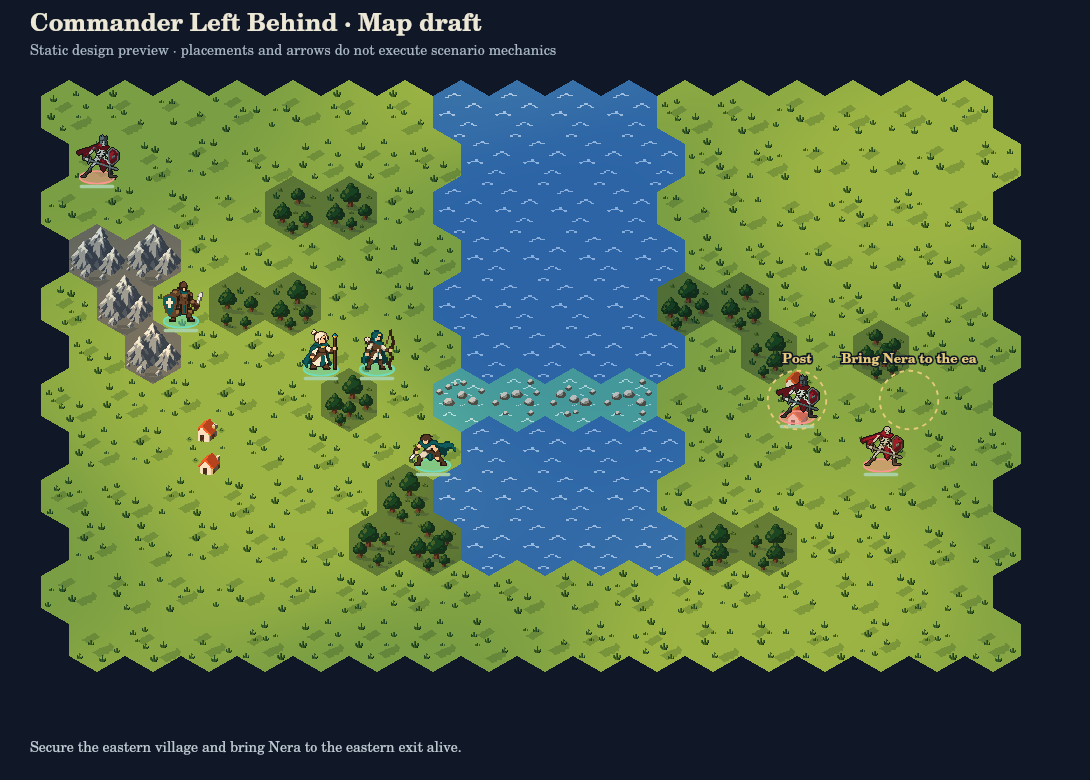 Commander Left Behind · Map draft
Static design preview · placements and arrows do not execute scenario mechanics
Post
Bring Nera to the ea
Secure the eastern village and bring Nera to the eastern exit alive.